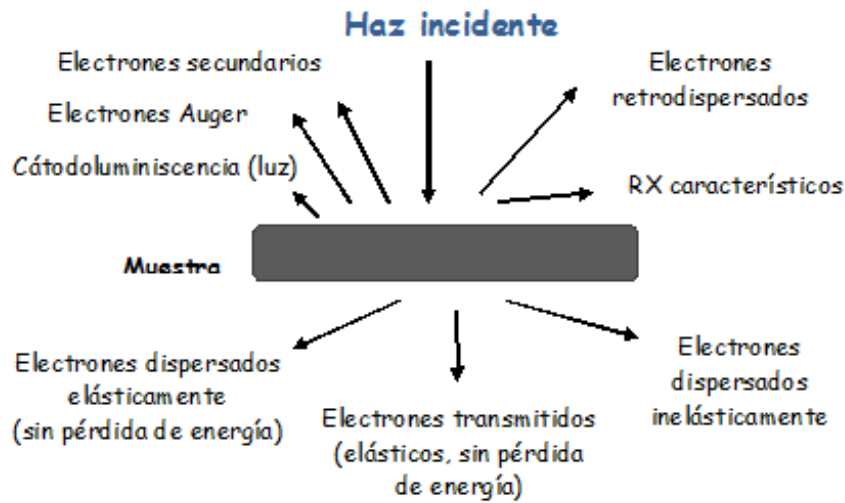 Haz incidente
Electrones secundarios
Electrones Auger
Cátodoluminiscencia (luz)
Electrones
retrodispersados
RX característicos
Muestra
Electrones dispersados
elásticamente
(sin pérdida de energía)
Electrones transmitidos
(elásticos, sin pérdida
de energía)
Electrones
dispersados
inelásticamente